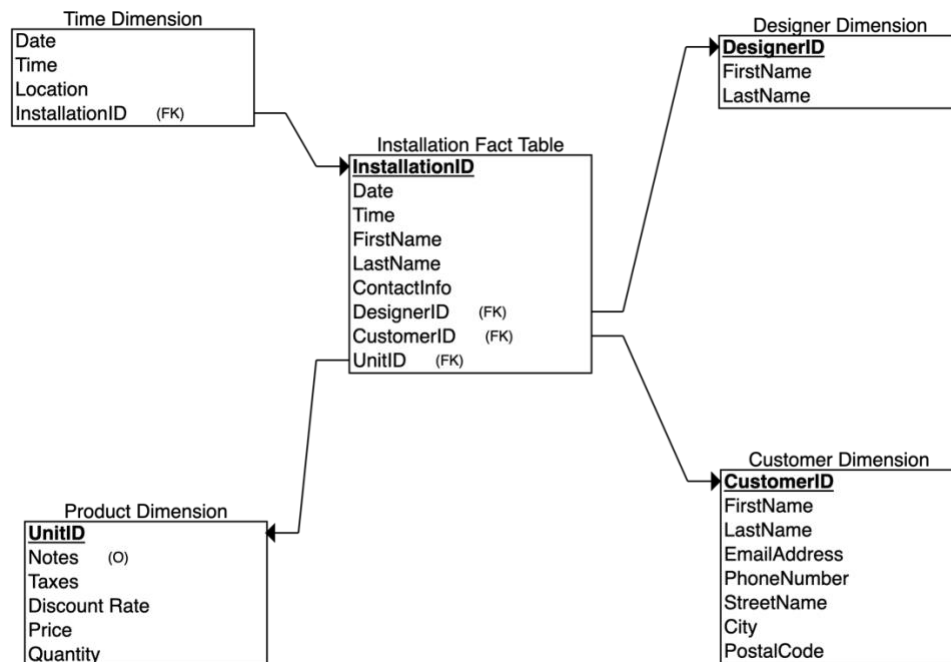 Time Dimension
Date
Time
Location
InstallationID (FK)
Designer Dimension
DesignerID
FirstName
LastName
Installation Fact Table
InstallationID
Date
Time
FirstName
LastName
ContactInfo
DesignerID (FK)
CustomerID (FK)
UnitID (FK)
Product Dimension
UnitID
Notes (O)
Taxes
Discount Rate
Price
Quantity
Customer Dimension
CustomerID
FirstName
LastName
EmailAddress
PhoneNumber
StreetName
City
PostalCode